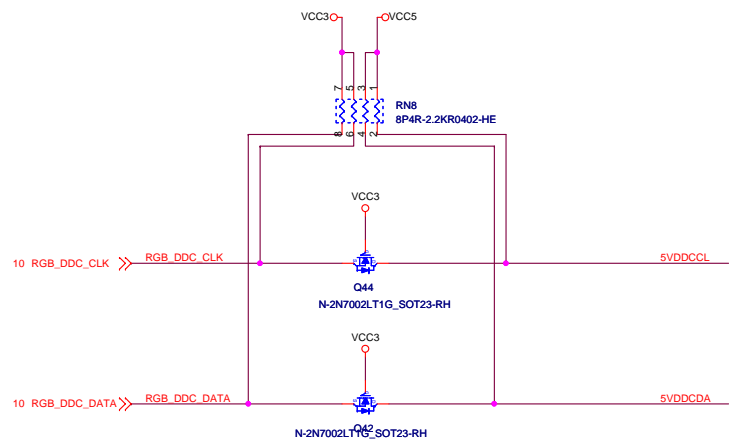 VCC3 VCC5
7 5 3 1
RN8
8P4R-2.2KR0402-HE
8 6 4 2
VCC3
10 RGB_DDC_CLK RGB_DDC_CLK 5VDDCCL
Q44
N-2N7002LT1G_SOT23-RH
VCC3
10 RGB_DDC_DATA RGB_DDC_DATA 5VDDCDA
Q42
N-2N7002LT1G_SOT23-RH